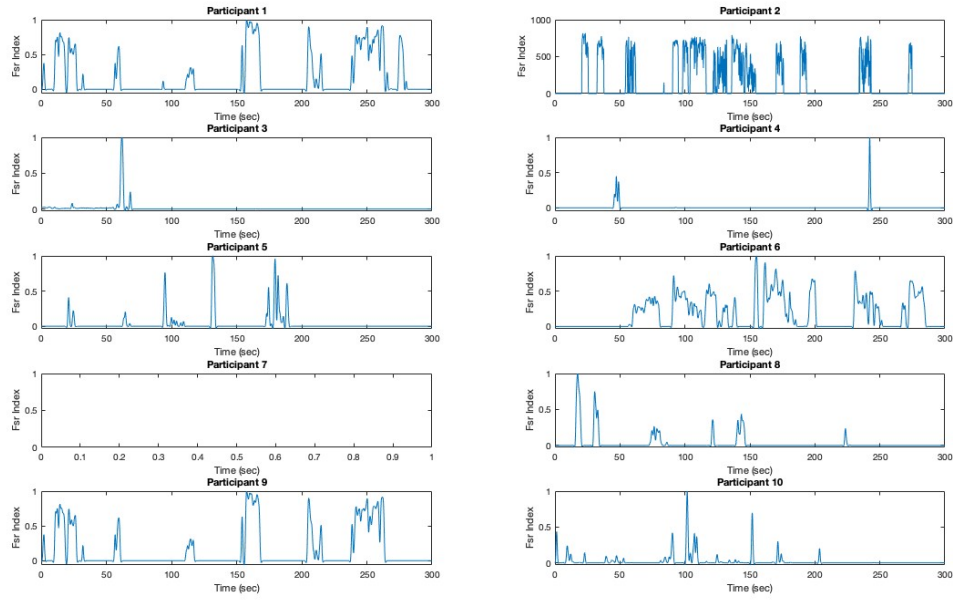 Participant 1
Fsr Index
1
0.5
0
0 50 100 150 200 250 300
Time (sec)
Participant 2
Fsr Index
1000
500
0
0 50 100 150 200 250 300
Time (sec)
Participant 3
Fsr Index
1
0.5
0
0 50 100 150 200 250 300
Time (sec)
Participant 4
Fsr Index
1
0.5
0
0 50 100 150 200 250 300
Time (sec)
Participant 5
Fsr Index
1
0.5
0
0 50 100 150 200 250 300
Time (sec)
Participant 6
Fsr Index
1
0.5
0
0 50 100 150 200 250 300
Time (sec)
Participant 7
Fsr Index
1
0.5
0
0 0.1 0.2 0.3 0.4 0.5 0.6 0.7 0.8 0.9 1
Time (sec)
Participant 8
Fsr Index
1
0.5
0
0 50 100 150 200 250 300
Time (sec)
Participant 9
Fsr Index
1
0.5
0
0 50 100 150 200 250 300
Time (sec)
Participant 10
Fsr Index
1
0.5
0
0 50 100 150 200 250 300
Time (sec)